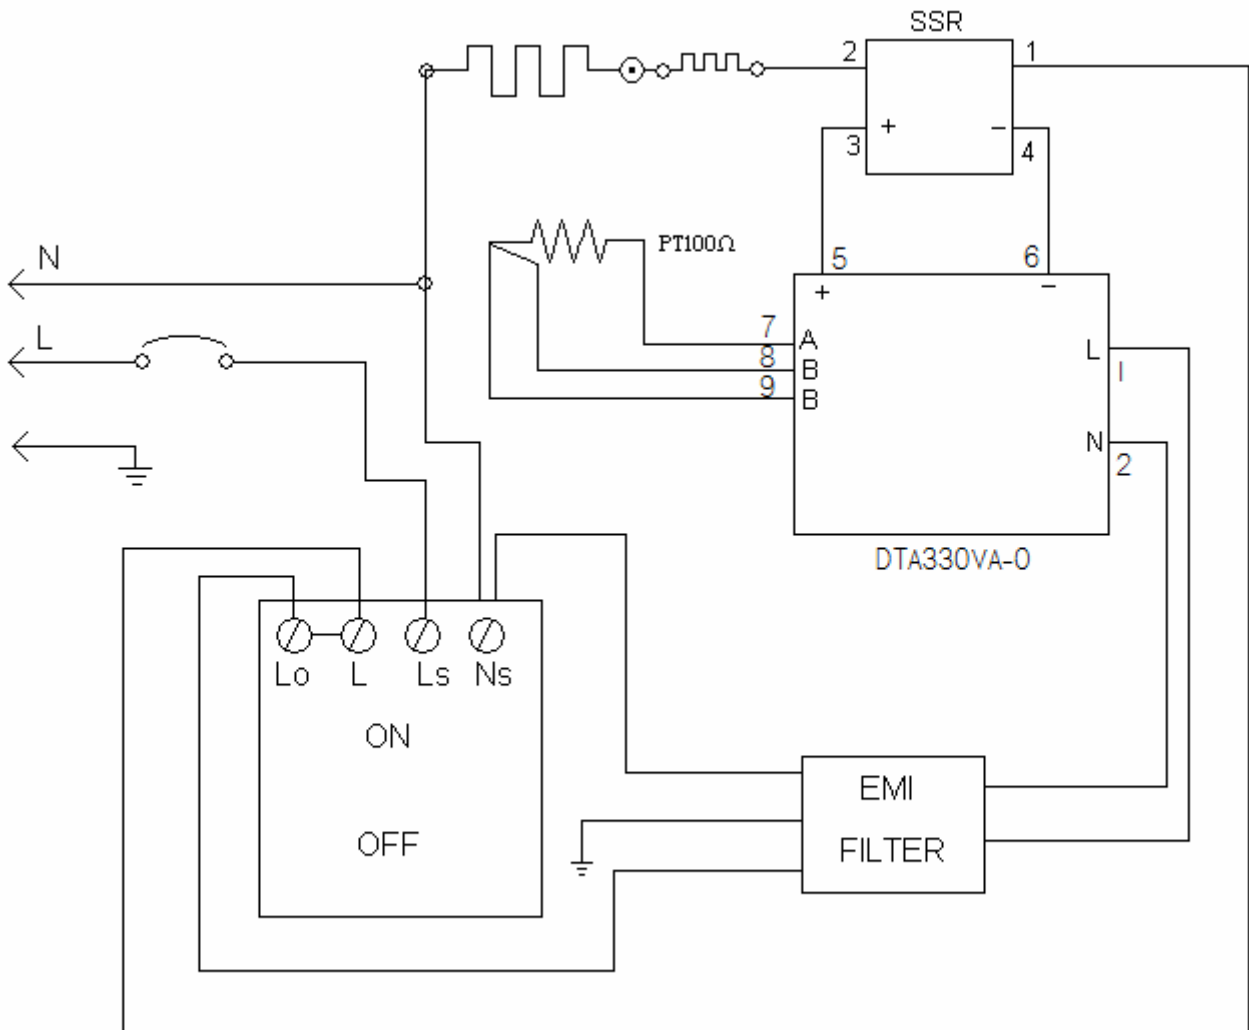 SSR
2 1
+ −
3 4
N
PT100Ω
5 6
+ −
L
7 A
8 B
9 B
L
1
N
2
DTA330VA-0
Lo L Ls Ns
ON
OFF
EMI
FILTER